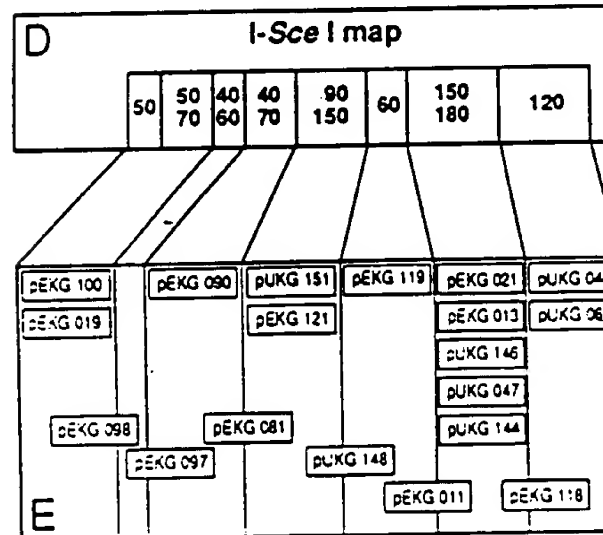 D
I-Sce I map
50 50 40 40 90 60 150 120
70 60 70 150 180
pEKG 100 pEKG 090 pUKG 151 pEKG 119 pEKG 021
pEKG 019 pEKG 121 pEKG 013
pUKG 146
pUKG 047
pEKG 098 pEKG 081 pUKG 144
pEKG 097 pUKG 148
pEKG 011 pEKG 118
E